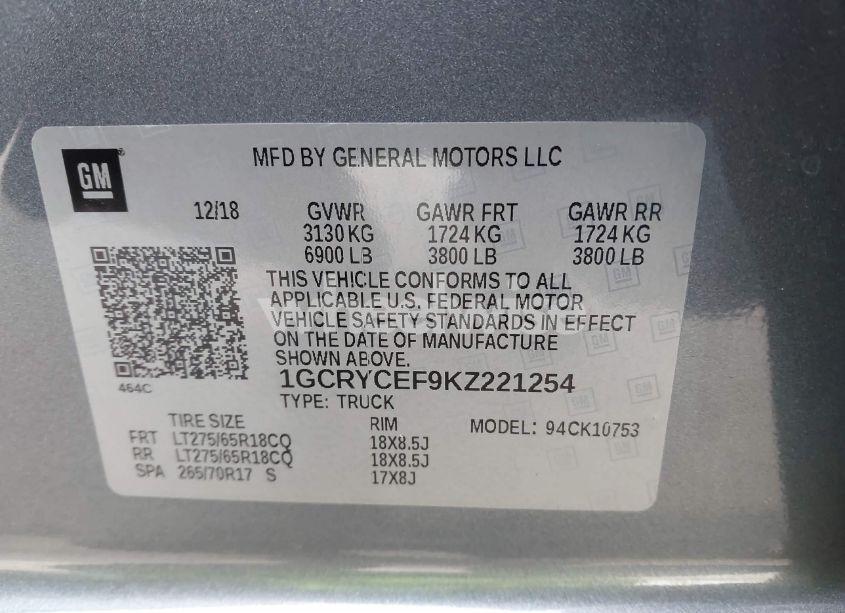 GM
MFD BY GENERAL MOTORS LLC
12/18 GVWR GAWR FRT GAWR RR
3130 KG 1724 KG 1724 KG
6900 LB 3800 LB 3800 LB
THIS VEHICLE CONFORMS TO ALL
APPLICABLE U.S. FEDERAL MOTOR
VEHICLE SAFETY STANDARDS IN EFFECT
ON THE DATE OF MANUFACTURE
SHOWN ABOVE.
464C
1GCRYCEF9KZ221254
TYPE: TRUCK
TIRE SIZE RIM MODEL: 94CK10753
FRT LT275/65R18CQ 18X8.5J
RR LT275/65R18CQ 18X8.5J
SPA 265/70R17 S 17X8J